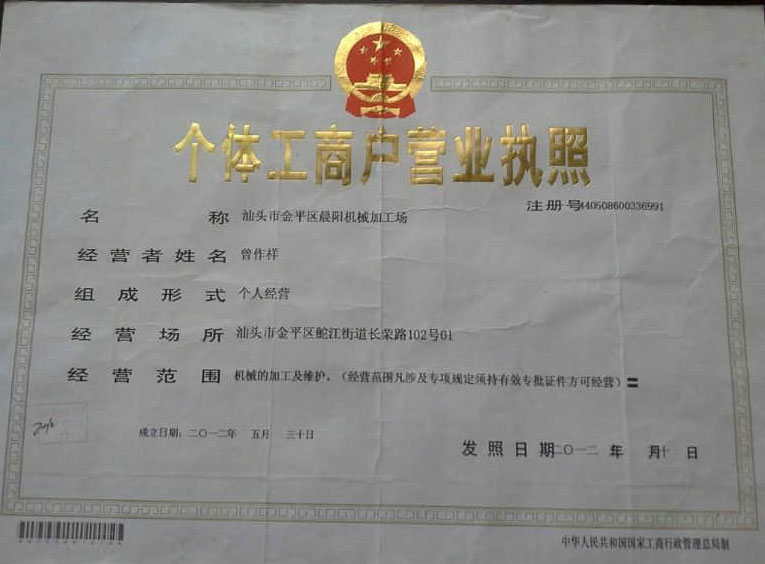 个体工商户营业执照
注册号440508600336991
名 称 汕头市金平区晨阳机械加工场
经营者姓名 曾作祥
组成形式 个人经营
经营场所 汕头市金平区鮀江街道长荣路102号01
经营范围 机械的加工及维护。(经营范围凡涉及专项规定须持有效专批证件方可经营)〓
成立日期:二〇一二年 五月 三十日
发照日期二〇一二 年 月十 日
中华人民共和国国家工商行政管理总局制